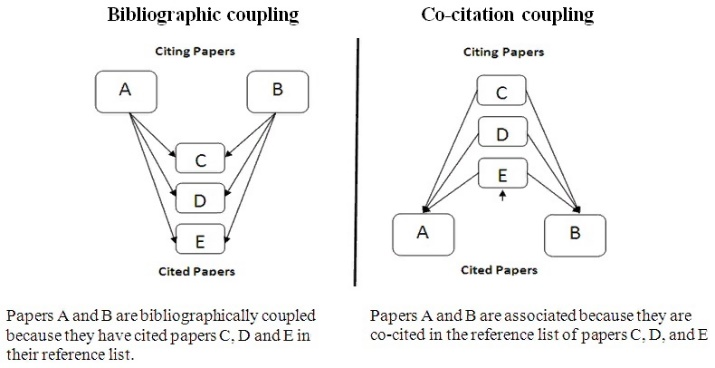 Bibliographic coupling
Citing Papers
A
B
C
D
E
Cited Papers
Papers A and B are bibliographically coupled
because they have cited papers C, D and E in
their reference list.
Co-citation coupling
Citing Papers
C
D
E
A
B
Cited Papers
Papers A and B are associated because they are
co-cited in the reference list of papers C, D, and E